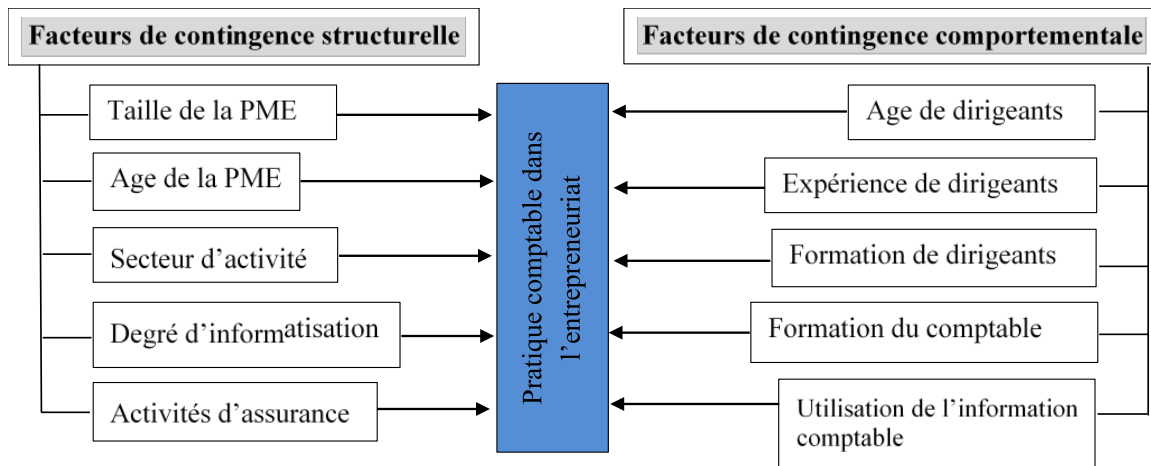 Facteurs de contingence structurelle
Taille de la PME
Age de la PME
Secteur d’activité
Degré d’informatisation
Activités d’assurance
Pratique comptable dans
l’entrepreneuriat
Facteurs de contingence comportementale
Age de dirigeants
Expérience de dirigeants
Formation de dirigeants
Formation du comptable
Utilisation de l’information
comptable